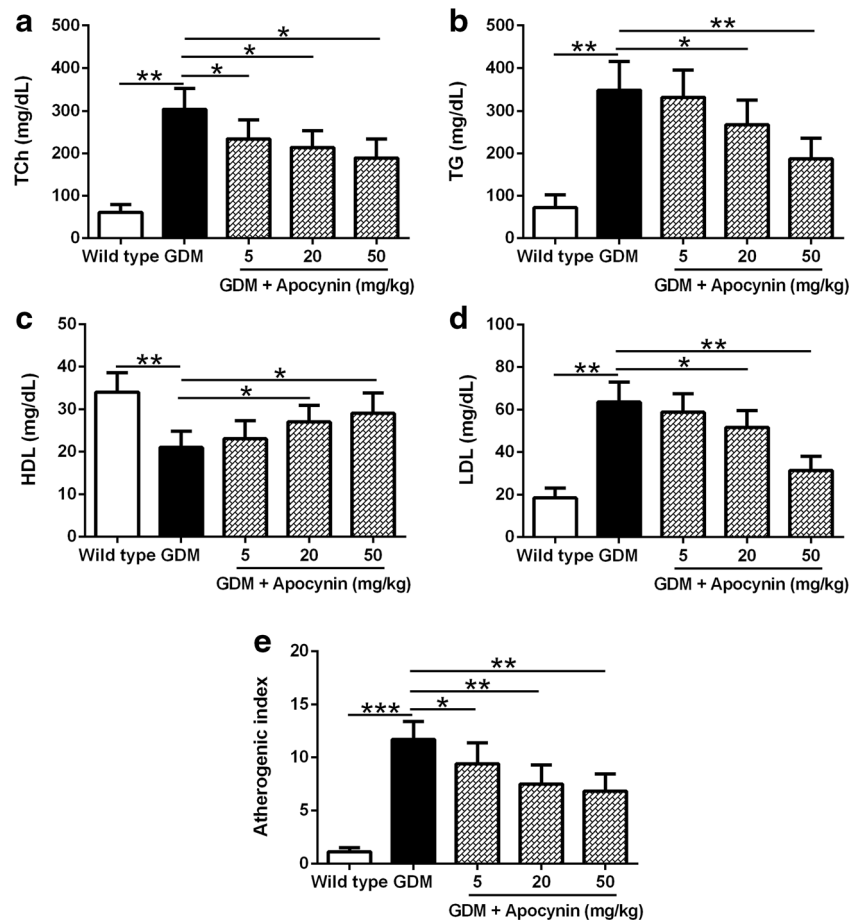 a
*
*
*
**
TCh (mg/dL)
500
400
300
200
100
0
Wild type GDM 5 20 50
GDM + Apocynin (mg/kg)
b
**
*
**
TG (mg/dL)
500
400
300
200
100
0
Wild type GDM 5 20 50
GDM + Apocynin (mg/kg)
c
**
*
*
HDL (mg/dL)
50
40
30
20
10
0
Wild type GDM 5 20 50
GDM + Apocynin (mg/kg)
d
**
*
**
LDL (mg/dL)
100
80
60
40
20
0
Wild type GDM 5 20 50
GDM + Apocynin (mg/kg)
e
**
**
*
***
Atherogenic index
20
15
10
5
0
Wild type GDM 5 20 50
GDM + Apocynin (mg/kg)